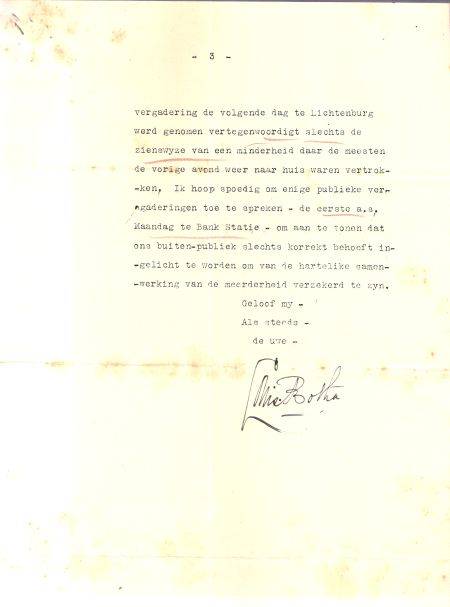 - 3 -
vergadering de volgende dag te Lichtenburg
werd genomen vertegenwoordigt slechts de
zienswyze van een minderheid daar de meesten
de vorige avond weer naar huis waren vertrok-
-ken, Ik hoop spoedig om enige publieke ver-
-gaderingen toe te spreken - de eerste a.s,
Maandag te Bank Statie - om aan te tonen dat
ons buiten-publiek slechts korrekt behoeft in-
-gelicht te worden om van de hartelike samen-
-werking van de meerderheid verzekerd te zyn.
Geloof my -
Als steeds -
de uwe -
Louis Botha